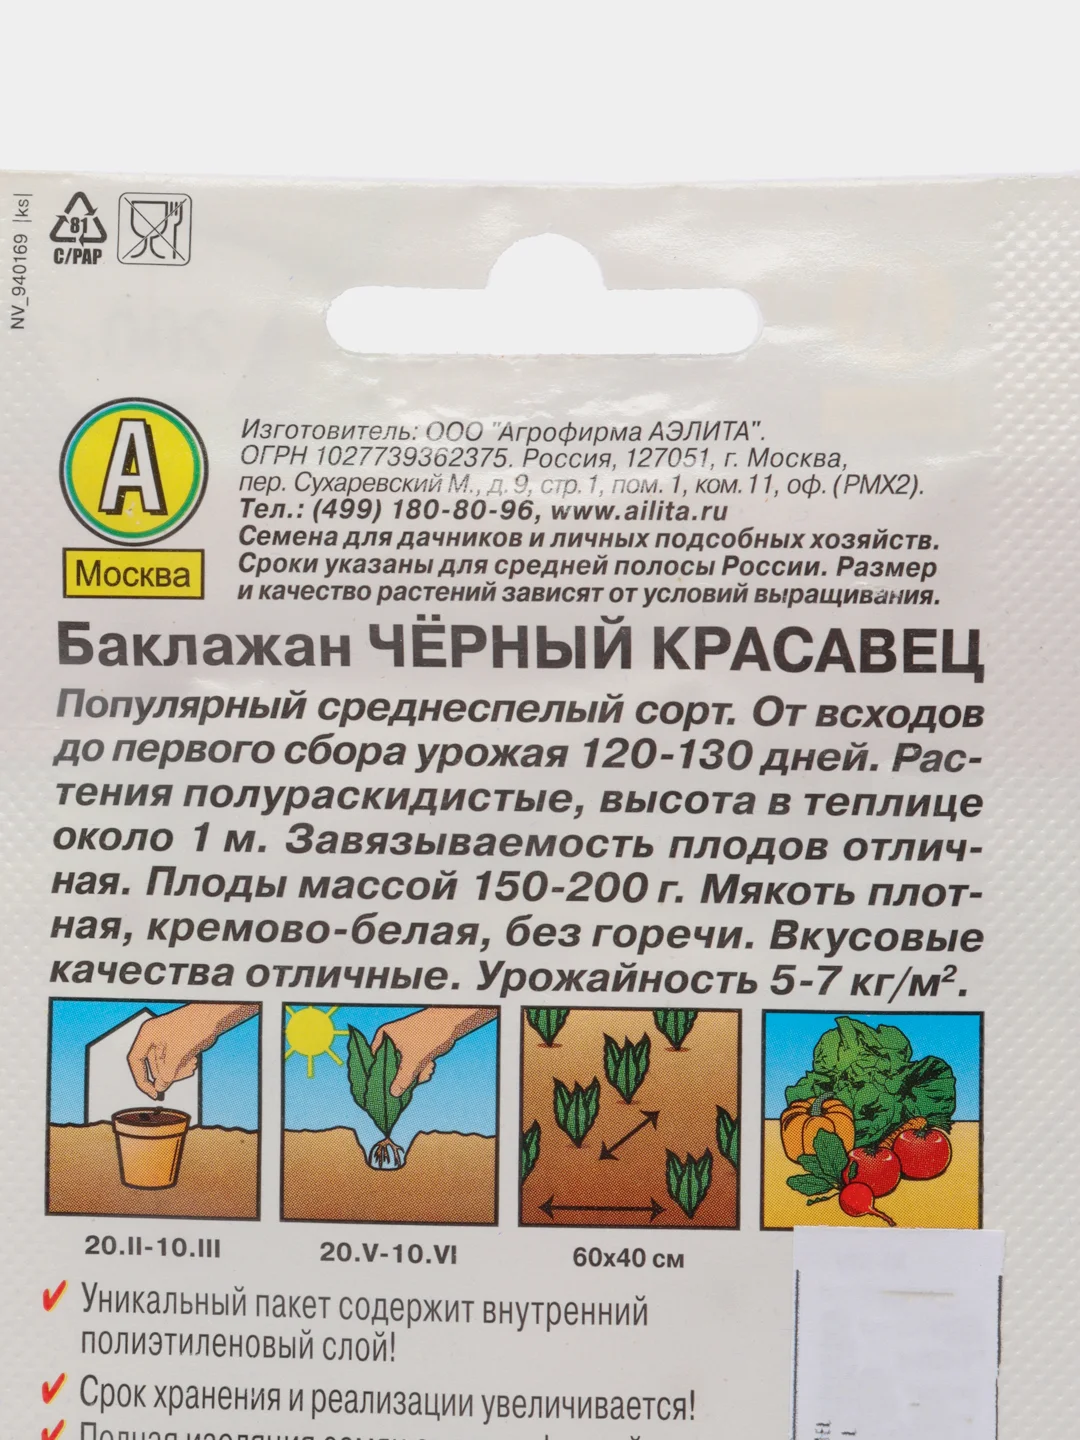 NV_940169 |ks|
81
C/PAP
А
Москва
Изготовитель: ООО "Агрофирма АЭЛИТА".
ОГРН 1027739362375. Россия, 127051, г. Москва,
пер. Сухаревский М., д. 9, стр. 1, пом. 1, ком. 11, оф. (РМХ2).
Тел.: (499) 180-80-96, www.ailita.ru
Семена для дачников и личных подсобных хозяйств.
Сроки указаны для средней полосы России. Размер
и качество растений зависят от условий выращивания.
Баклажан ЧЁРНЫЙ КРАСАВЕЦ
Популярный среднеспелый сорт. От всходов
до первого сбора урожая 120-130 дней. Рас-
тения полураскидистые, высота в теплице
около 1 м. Завязываемость плодов отлич-
ная. Плоды массой 150-200 г. Мякоть плот-
ная, кремово-белая, без горечи. Вкусовые
качества отличные. Урожайность 5-7 кг/м².
20.II-10.III
20.V-10.VI
60х40 см
Уникальный пакет содержит внутренний
полиэтиленовый слой!
Срок хранения и реализации увеличивается!